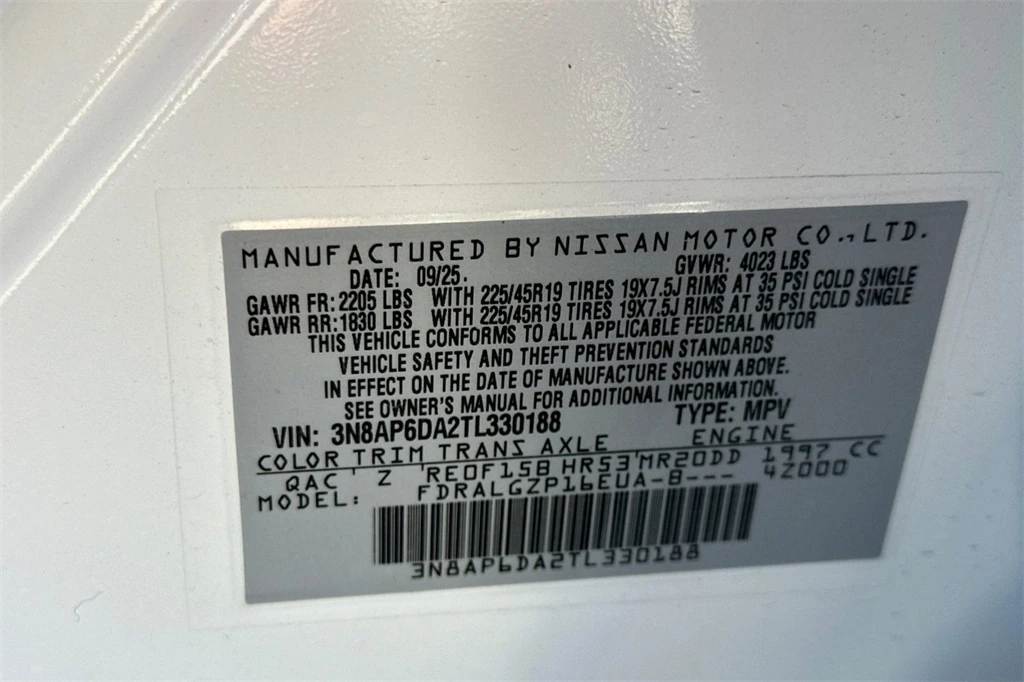 MANUFACTURED BY NISSAN MOTOR CO., LTD.
DATE: 09/25. GVWR: 4023 LBS
GAWR FR: 2205 LBS WITH 225/45R19 TIRES 19X7.5J RIMS AT 35 PSI COLD SINGLE
GAWR RR: 1830 LBS WITH 225/45R19 TIRES 19X7.5J RIMS AT 35 PSI COLD SINGLE
THIS VEHICLE CONFORMS TO ALL APPLICABLE FEDERAL MOTOR
VEHICLE SAFETY AND THEFT PREVENTION STANDARDS
IN EFFECT ON THE DATE OF MANUFACTURE SHOWN ABOVE.
SEE OWNER'S MANUAL FOR ADDITIONAL INFORMATION.
VIN: 3N8AP6DA2TL330188 TYPE: MPV
COLOR TRIM TRANS AXLE ENGINE
QAC ' Z ' RE0F15B HR53 ' MR20DD 1997 CC
MODEL: FDRALGZP16EUA-B--- 4Z000
3N8AP6DA2TL330188